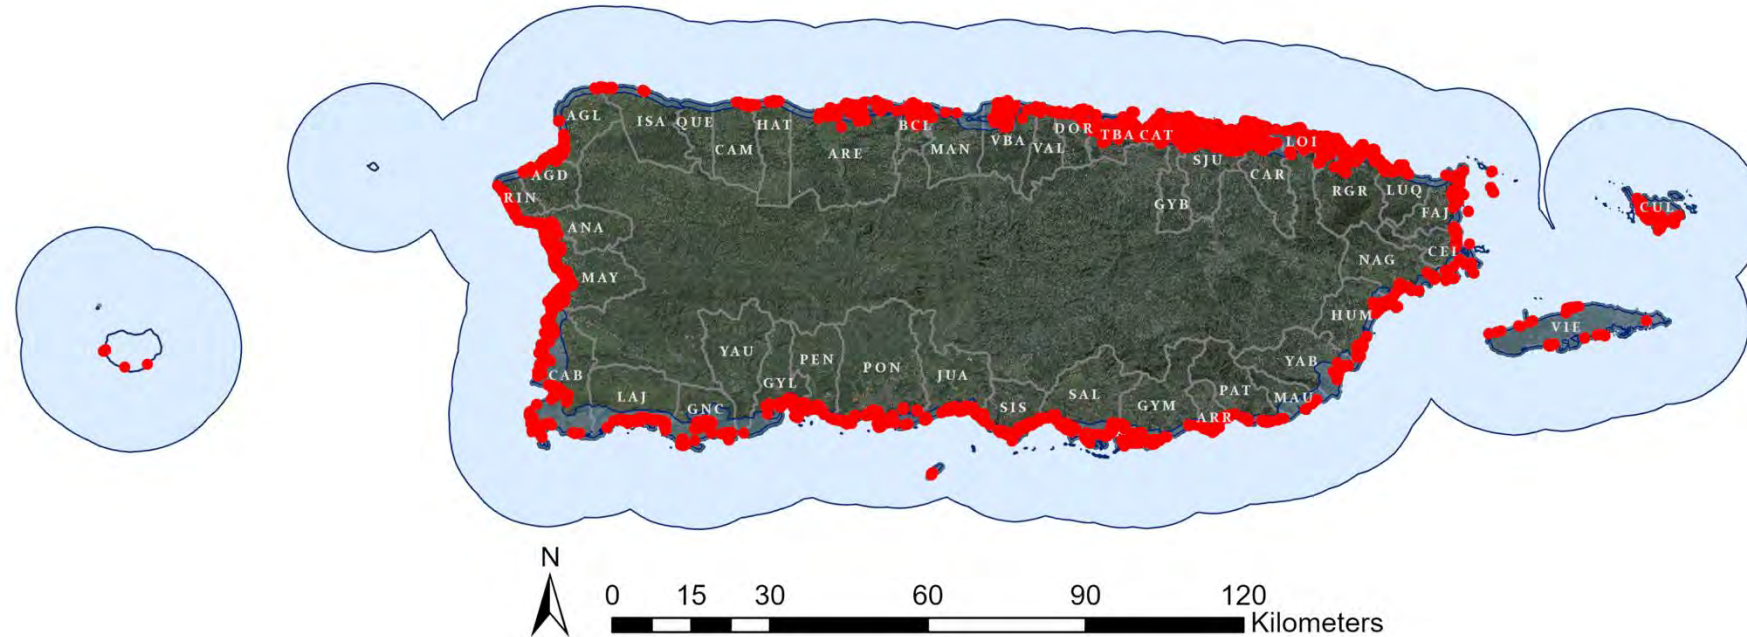 AGL
ISA
QUE
CAM
HAT
ARE
BCL
MAN
VBA
VAL
DOR
TBA
CAT
SJU
GYB
CAR
LOI
RGR
LUQ
FAJ
CEI
NAG
HUM
YAB
MAU
PAT
ARR
GYM
SAL
SIS
JUA
PON
PEN
GYL
YAU
GNC
LAJ
CAB
MAY
ANA
RIN
AGD
CUL
VIE
N
0 15 30 60 90 120
Kilometers